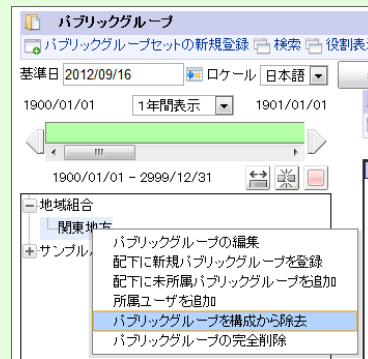 パブリックグループ
パブリックグループセットの新規登録 検索 役割表
基準日 2012/09/16 ロケール 日本語
1900/01/01 1年間表示 1901/01/01
1900/01/01 - 2999/12/31
地域組合
関東地方
サンプル
パブリックグループの編集
配下に新規パブリックグループを登録
配下に未所属パブリックグループを追加
所属ユーザを追加
パブリックグループを構成から除去
パブリックグループの完全削除